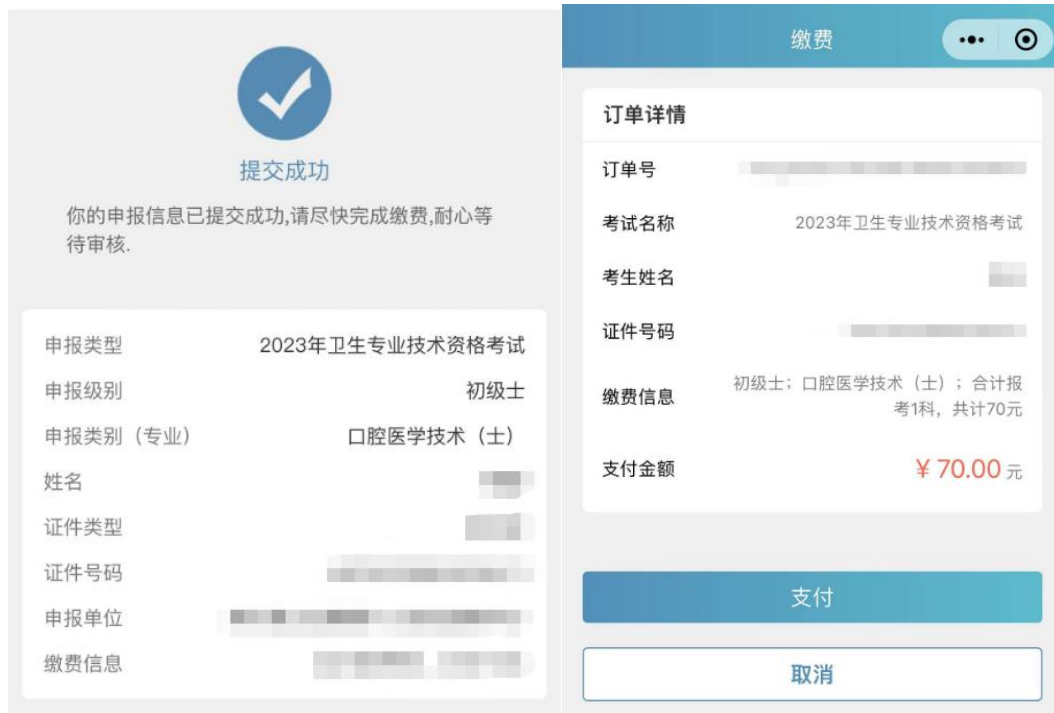 提交成功
你的申报信息已提交成功,请尽快完成缴费,耐心等
待审核.
申报类型 2023年卫生专业技术资格考试
申报级别 初级士
申报类别（专业） 口腔医学技术（士）
姓名
证件类型
证件号码
申报单位
缴费信息
缴费
订单详情
订单号
考试名称 2023年卫生专业技术资格考试
考生姓名
证件号码
缴费信息 初级士；口腔医学技术（士）；合计报
考1科，共计70元
支付金额 ¥ 70.00 元
支付
取消